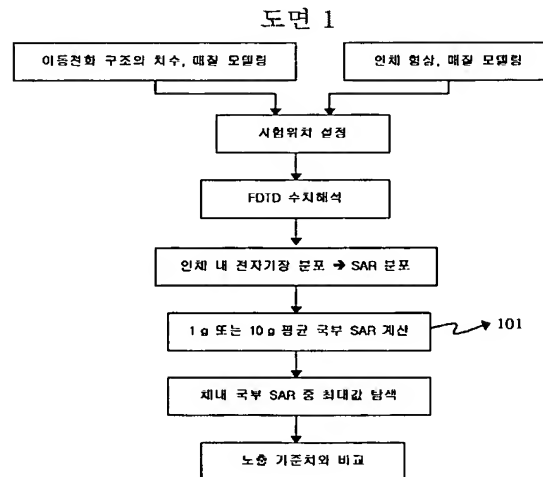 도면 1
이동전화 구조의 치수, 매질 모델링
인체 형상, 매질 모델링
시험위치 설정
FDTD 수치해석
인체 내 전자기장 분포 → SAR 분포
1 g 또는 10 g 평균 국부 SAR 계산
101
체내 국부 SAR 중 최대값 탐색
노출 기준치와 비교